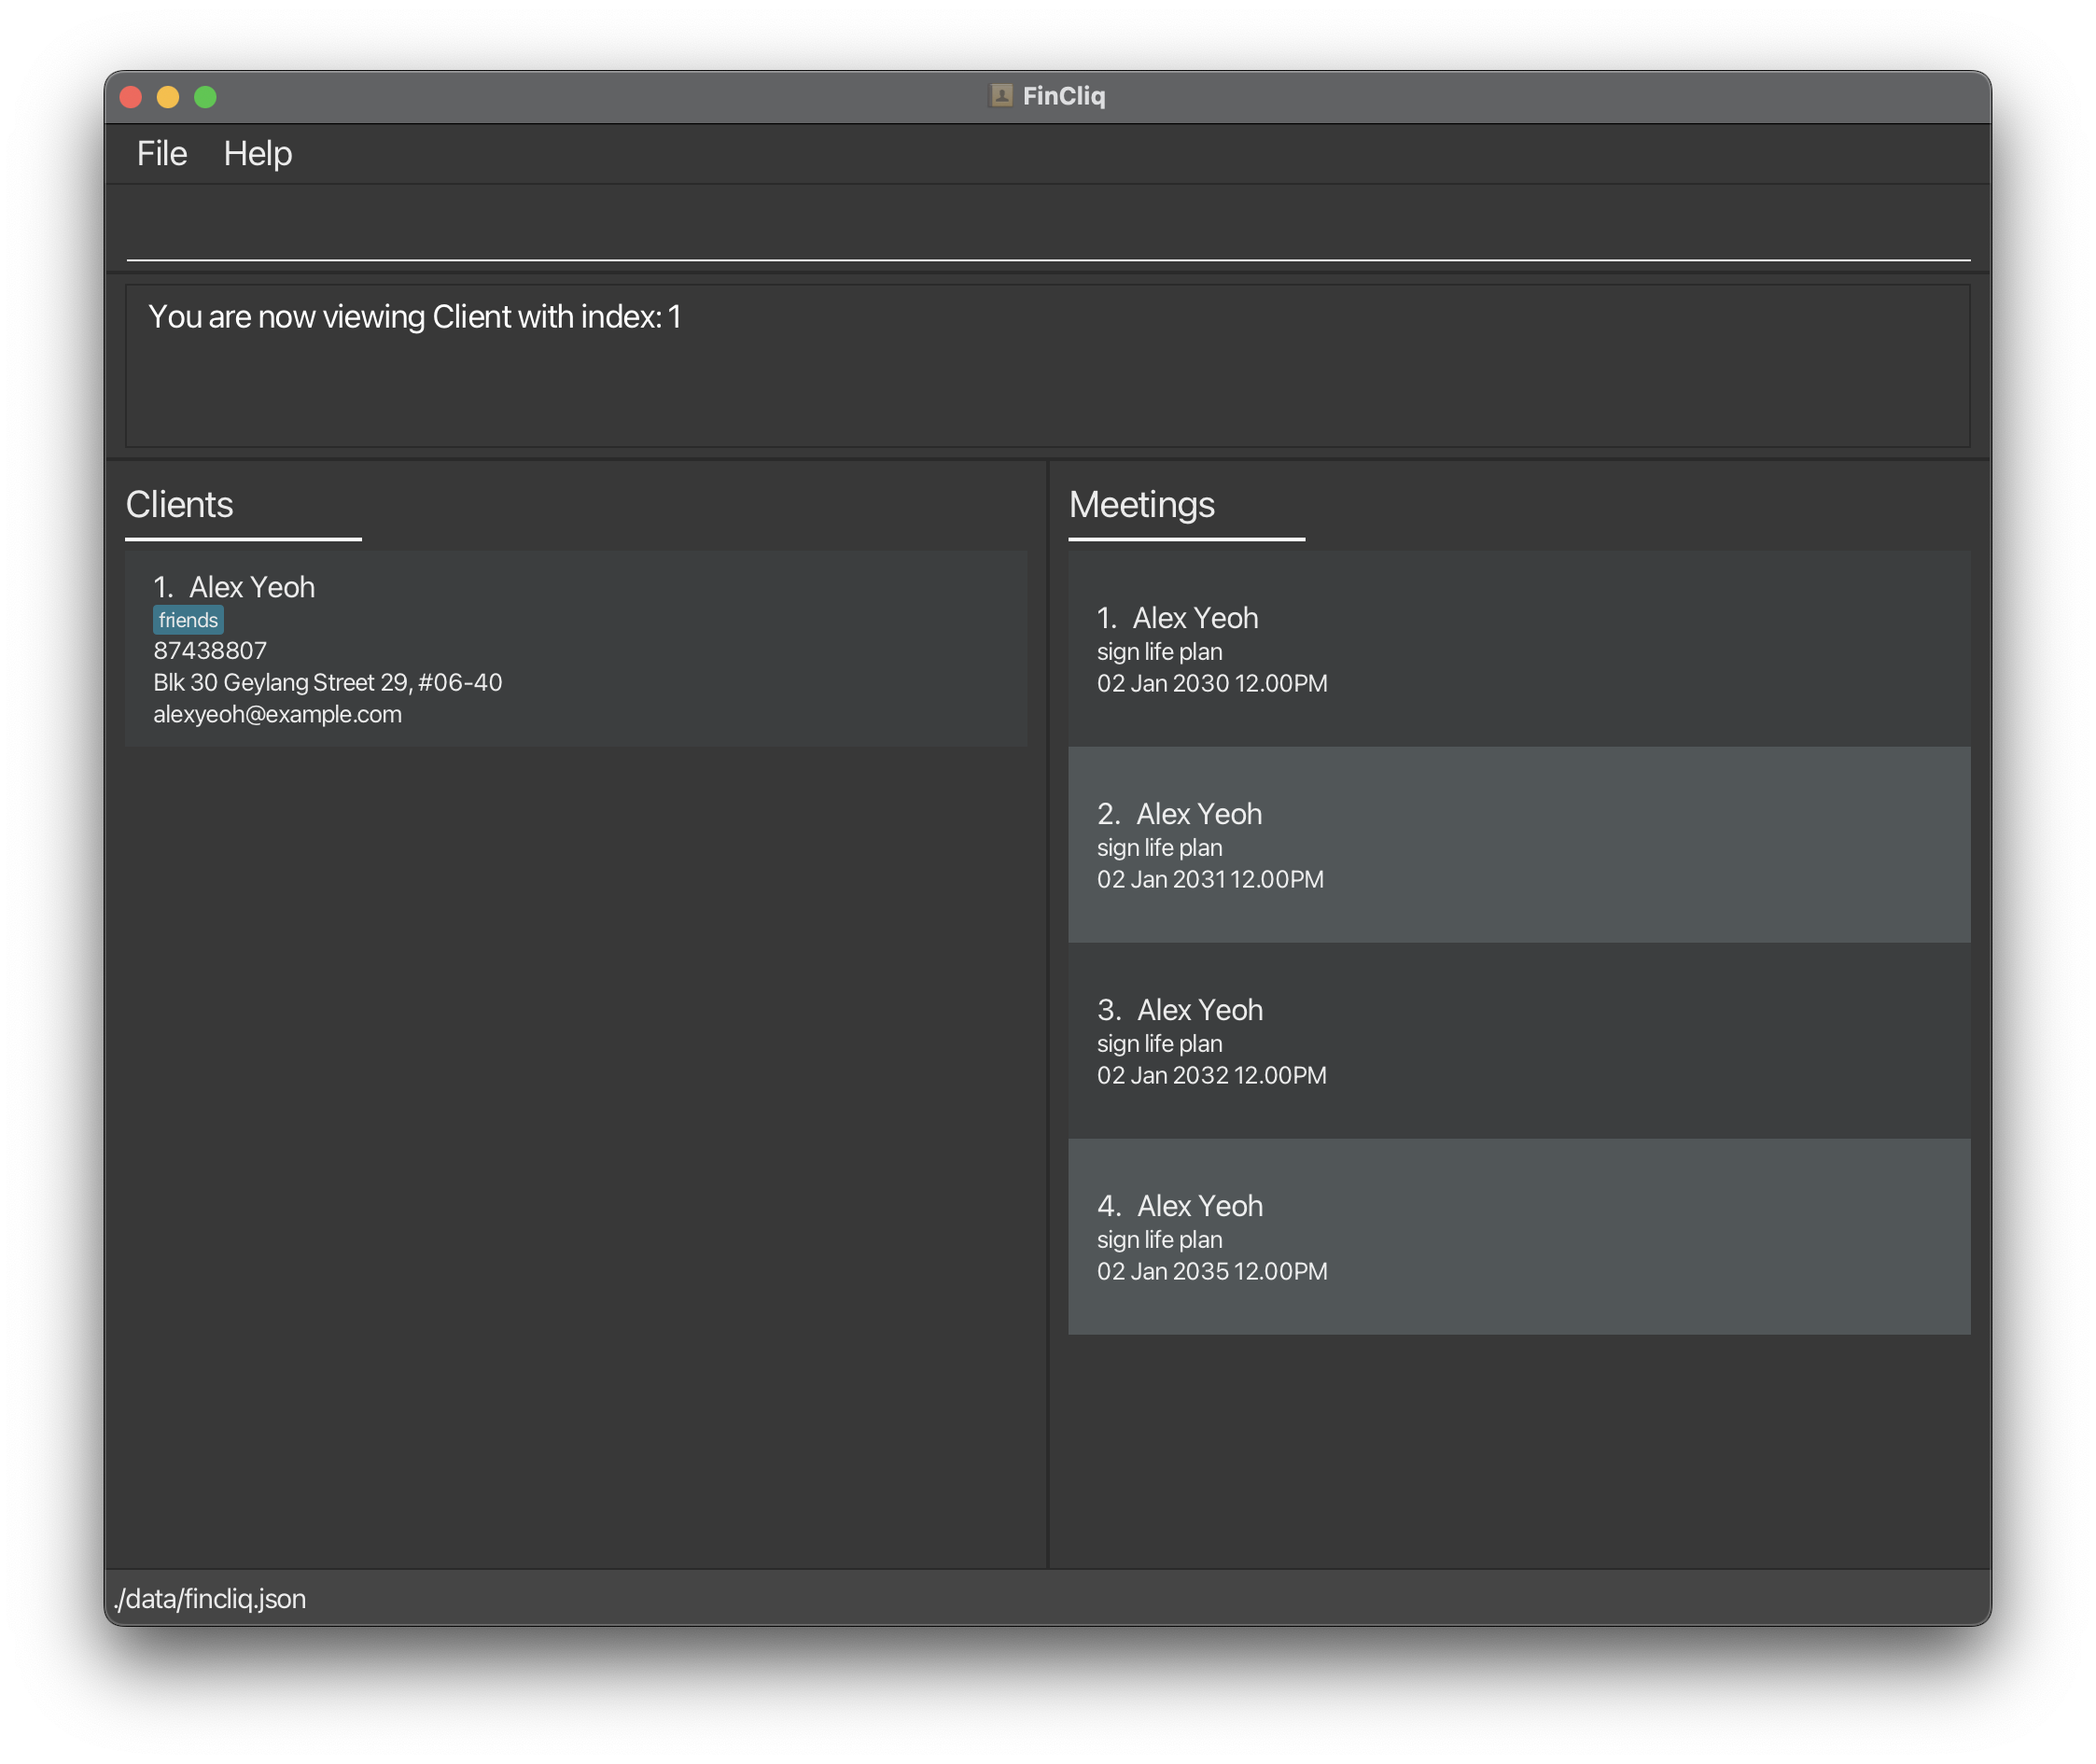 FinCliq
File Help
You are now viewing Client with index: 1
Clients
1. Alex Yeoh
friends
87438807
Blk 30 Geylang Street 29, #06-40
alexyeoh@example.com
Meetings
1. Alex Yeoh
sign life plan
02 Jan 2030 12.00PM
2. Alex Yeoh
sign life plan
02 Jan 2031 12.00PM
3. Alex Yeoh
sign life plan
02 Jan 2032 12.00PM
4. Alex Yeoh
sign life plan
02 Jan 2035 12.00PM
./data/fincliq.json